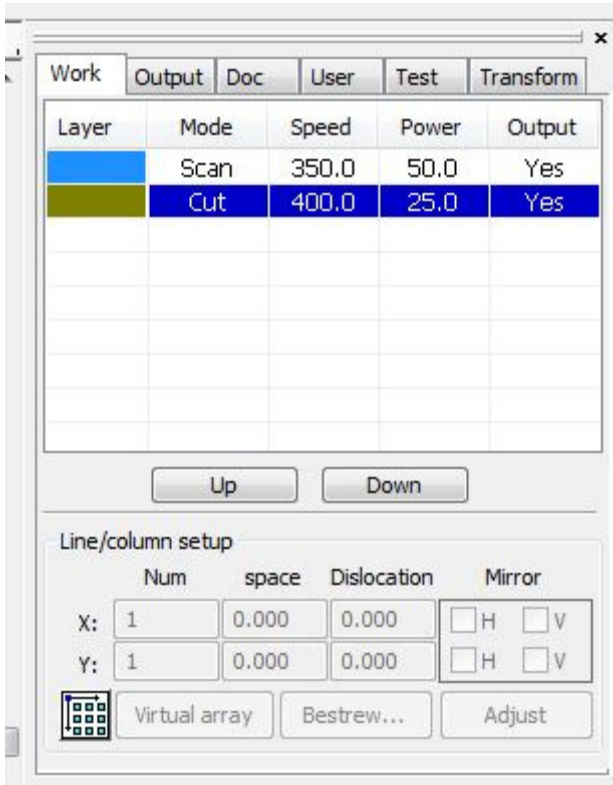 Work Output Doc User Test Transform
Layer Mode Speed Power Output
Scan 350.0 50.0 Yes
Cut 400.0 25.0 Yes
Up Down
Line/column setup
Num space Dislocation Mirror
X: 1 0.000 0.000 H V
Y: 1 0.000 0.000 H V
Virtual array Bestrew... Adjust